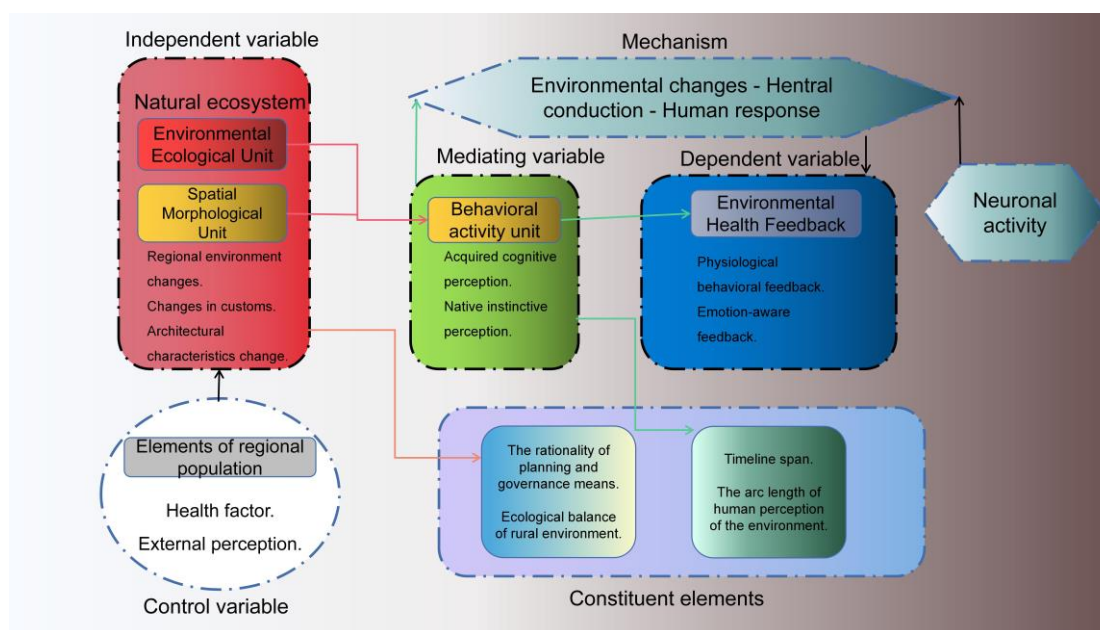 Independent variable
Natural ecosystem
Environmental
Ecological Unit
Spatial
Morphological
Unit
Regional environment
changes.
Changes in customs.
Architectural
characteristics change.
Elements of regional
population
Health factor.
External perception.
Control variable
Mechanism
Environmental changes - Hentral
conduction - Human response
Mediating variable
Behavioral
activity unit
Acquired cognitive
perception.
Native instinctive
perception.
Dependent variable
Environmental
Health Feedback
Physiological
behavioral feedback.
Emotion-aware
feedback.
Neuronal
activity
The rationality of
planning and
governance means.
Ecological balance
of rural environment.
Timeline span.
The arc length of
human perception
of the environment.
Constituent elements